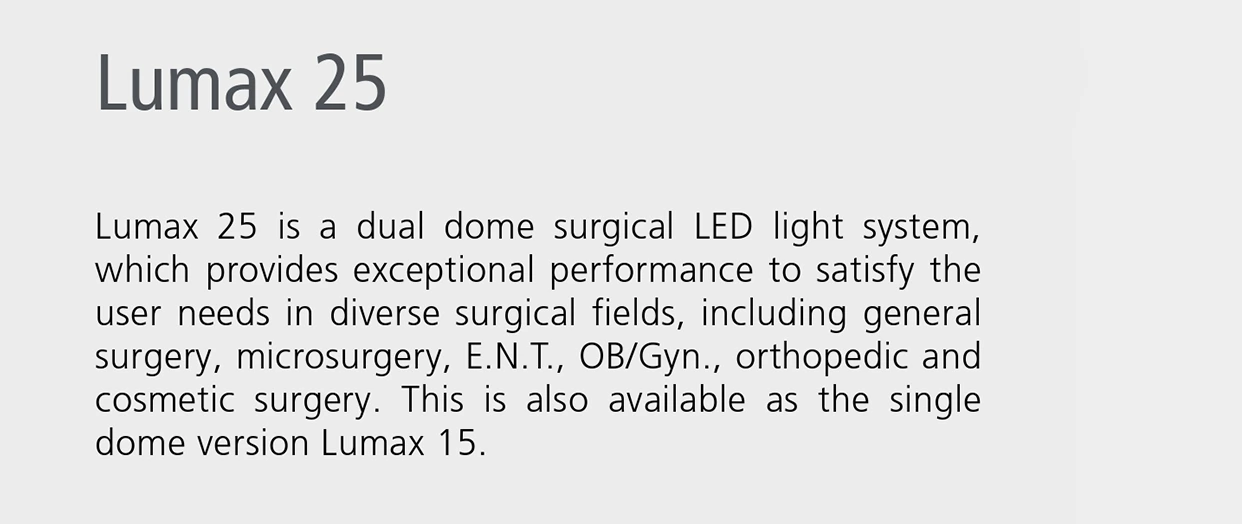 Lumax 25
Lumax 25 is a dual dome surgical LED light system,
which provides exceptional performance to satisfy the
user needs in diverse surgical fields, including general
surgery, microsurgery, E.N.T., OB/Gyn., orthopedic and
cosmetic surgery. This is also available as the single
dome version Lumax 15.